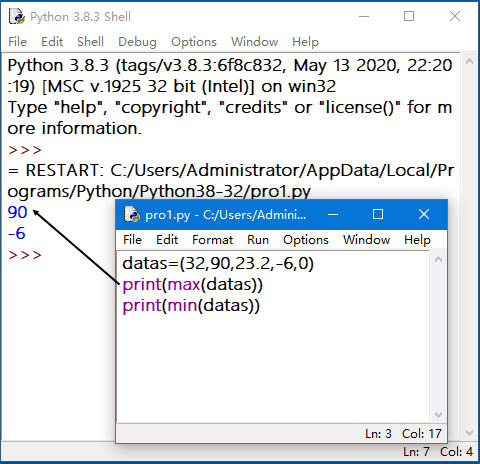 Python 3.8.3 Shell
File Edit Shell Debug Options Window Help
Python 3.8.3 (tags/v3.8.3:6f8c832, May 13 2020, 22:20
:19) [MSC v.1925 32 bit (Intel)] on win32
Type "help", "copyright", "credits" or "license()" for m
ore information.
>>>
= RESTART: C:/Users/Administrator/AppData/Local/Pr
ograms/Python/Python38-32/pro1.py
90
-6
>>>
pro1.py - C:/Users/Admini...
File Edit Format Run Options Window Help
datas=(32,90,23.2,-6,0)
print(max(datas))
print(min(datas))
Ln: 3 Col: 17
Ln: 7 Col: 4